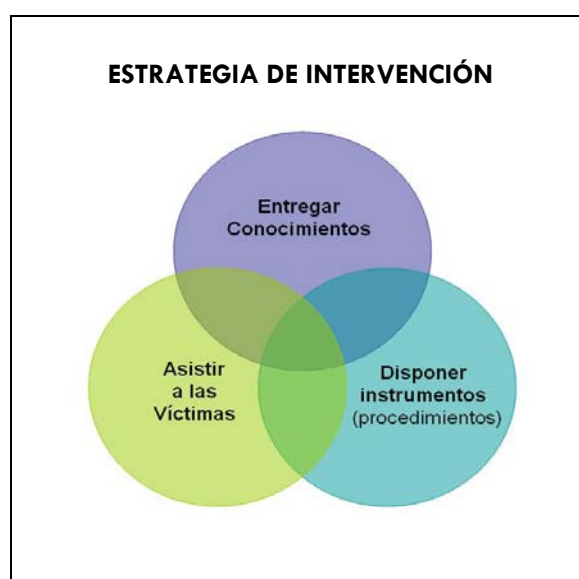 ESTRATEGIA DE INTERVENCIÓN
Entregar
Conocimientos
Asistir
a las
Víctimas
Disponer
instrumentos
(procedimientos)